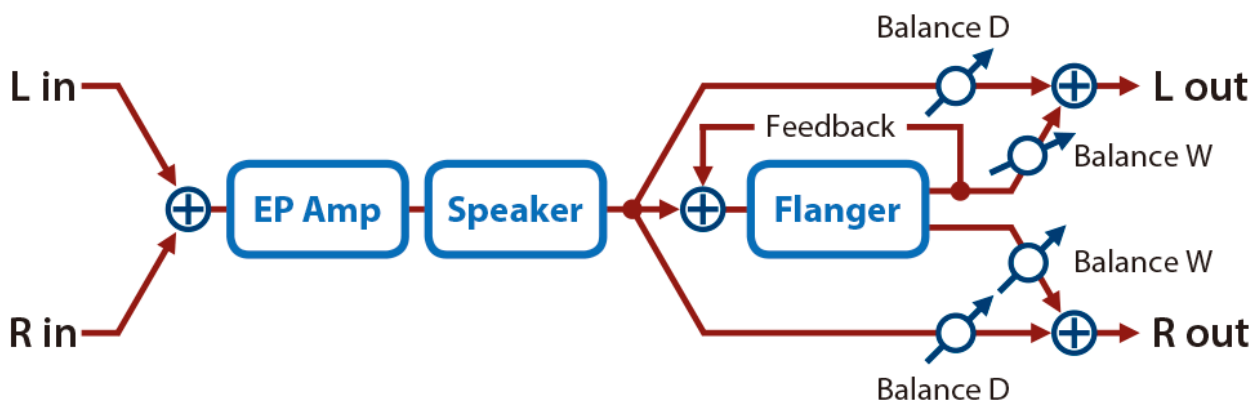 Balance D
L in
L out
Feedback
Balance W
EP Amp
Speaker
Flanger
Balance W
R in
R out
Balance D